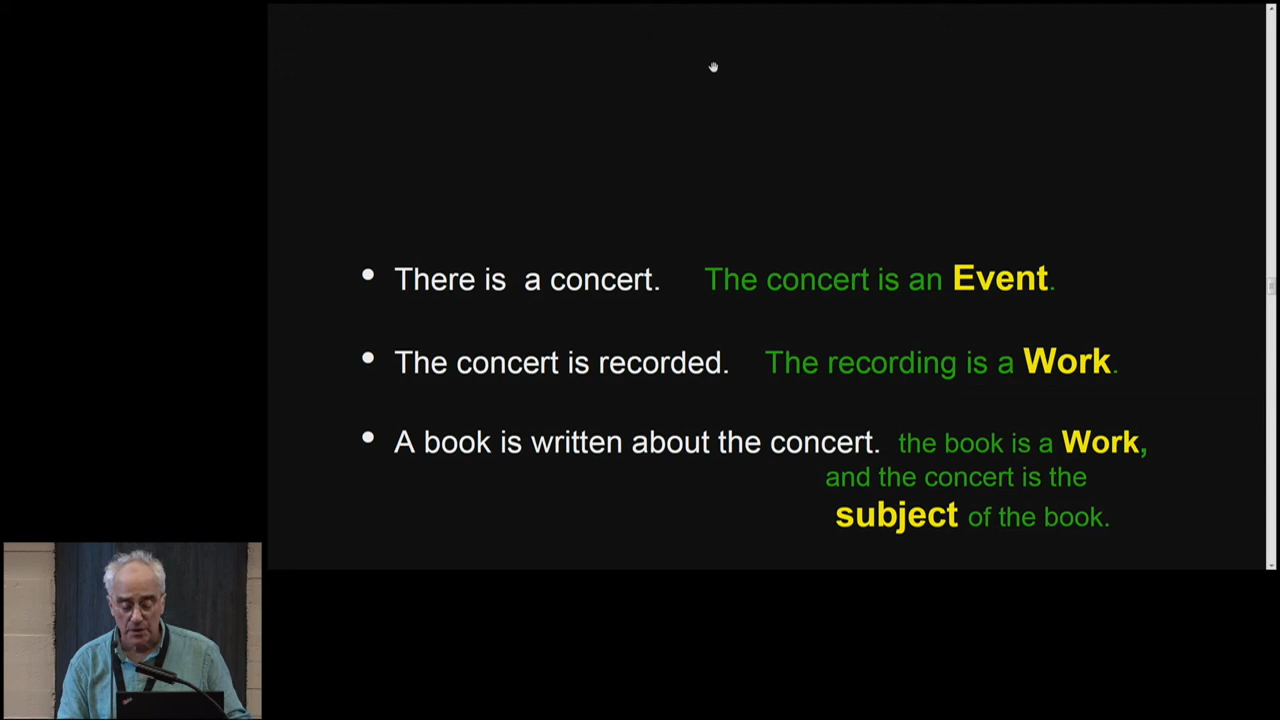 • There is a concert. The concert is an Event.
• The concert is recorded. The recording is a Work.
• A book is written about the concert. the book is a Work,
and the concert is the
subject of the book.